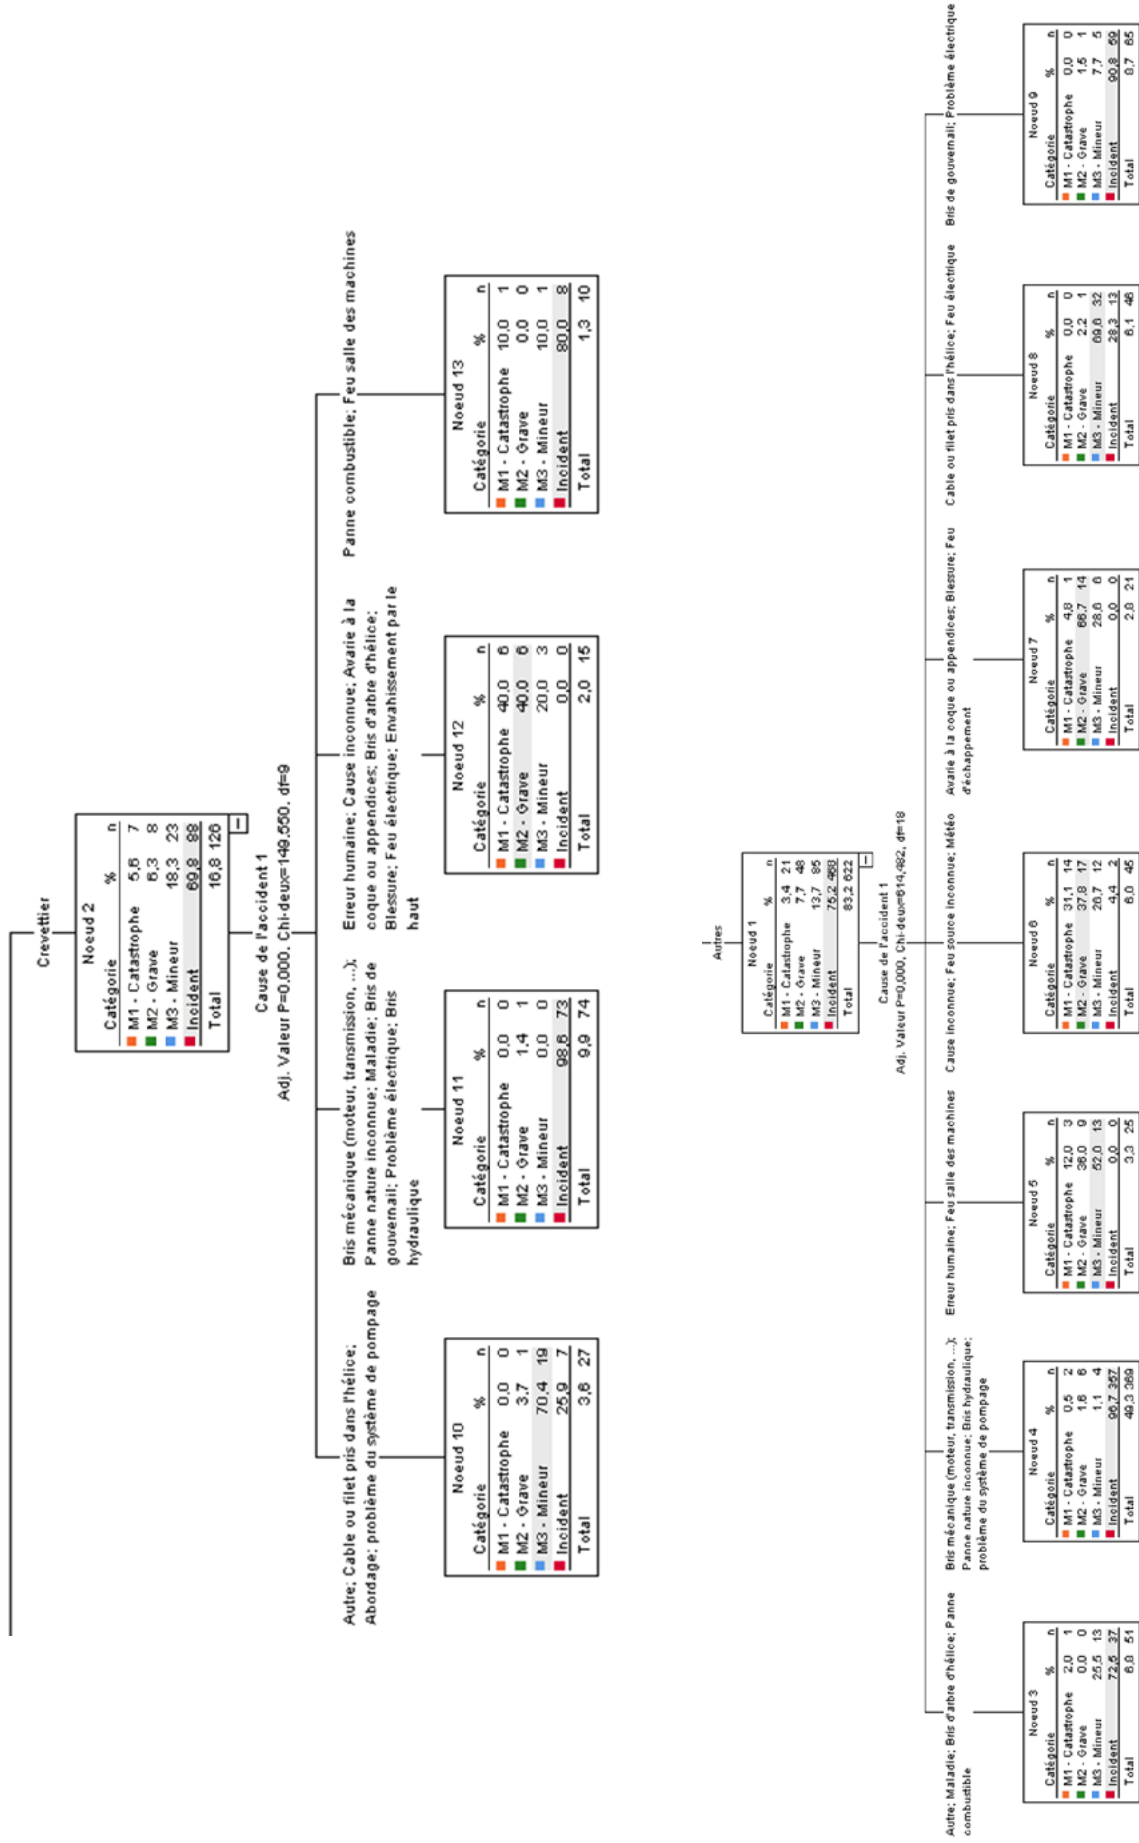 Crevettier
Noeud 2
Catégorie % n
M1 - Catastrophe 5,6 7
M2 - Grave 6,3 8
M3 - Mineur 18,3 23
Incident 69,8 88
Total 16,8 126
Cause de l'accident 1
Adj. Valeur P=0,000, Chi-deux=149,550, df=9
Autre; Cable ou filet pris dans l'hélice;
Abordage; problème du système de pompage
Noeud 10
Catégorie % n
M1 - Catastrophe 0,0 0
M2 - Grave 3,7 1
M3 - Mineur 70,4 19
Incident 25,9 7
Total 3,6 27
Bris mécanique (moteur, transmission, ...);
Panne nature inconnue; Maladie; Bris de
gouvernail; Problème électrique; Bris
hydraulique
Noeud 11
Catégorie % n
M1 - Catastrophe 0,0 0
M2 - Grave 1,4 1
M3 - Mineur 0,0 0
Incident 98,6 73
Total 9,9 74
Erreur humaine; Cause inconnue; Avarie à la
coque ou appendices; Bris d'arbre d'hélice;
Blessure; Feu électrique; Envahissement par le
haut
Noeud 12
Catégorie % n
M1 - Catastrophe 40,0 6
M2 - Grave 40,0 6
M3 - Mineur 20,0 3
Incident 0,0 0
Total 2,0 15
Panne combustible; Feu salle des machines
Noeud 13
Catégorie % n
M1 - Catastrophe 10,0 1
M2 - Grave 0,0 0
M3 - Mineur 10,0 1
Incident 80,0 8
Total 1,3 10
Autres
Noeud 1
Catégorie % n
M1 - Catastrophe 3,4 21
M2 - Grave 7,7 48
M3 - Mineur 13,7 85
Incident 75,2 468
Total 83,2 622
Cause de l'accident 1
Adj. Valeur P=0,000, Chi-deux=614,482, df=18
Autre; Maladie; Bris d'arbre d'hélice; Panne
combustible
Noeud 3
Catégorie % n
M1 - Catastrophe 2,0 1
M2 - Grave 0,0 0
M3 - Mineur 25,5 13
Incident 72,5 37
Total 6,8 51
Bris mécanique (moteur, transmission, ...);
Panne nature inconnue; Bris hydraulique;
problème du système de pompage
Noeud 4
Catégorie % n
M1 - Catastrophe 0,5 2
M2 - Grave 1,6 6
M3 - Mineur 1,1 4
Incident 96,7 357
Total 49,3 369
Erreur humaine; Feu salle des machines
Noeud 5
Catégorie % n
M1 - Catastrophe 12,0 3
M2 - Grave 36,0 9
M3 - Mineur 52,0 13
Incident 0,0 0
Total 3,3 25
Cause inconnue; Feu source inconnue; Météo
Noeud 6
Catégorie % n
M1 - Catastrophe 31,1 14
M2 - Grave 37,8 17
M3 - Mineur 26,7 12
Incident 4,4 2
Total 6,0 45
Avarie à la coque ou appendices; Blessure; Feu
d'échappement
Noeud 7
Catégorie % n
M1 - Catastrophe 4,8 1
M2 - Grave 66,7 14
M3 - Mineur 28,6 6
Incident 0,0 0
Total 2,8 21
Cable ou filet pris dans l'hélice; Feu électrique
Noeud 8
Catégorie % n
M1 - Catastrophe 0,0 0
M2 - Grave 2,2 1
M3 - Mineur 69,6 32
Incident 28,3 13
Total 6,1 46
Bris de gouvernail; Problème électrique
Noeud 9
Catégorie % n
M1 - Catastrophe 0,0 0
M2 - Grave 1,5 1
M3 - Mineur 7,7 5
Incident 90,8 59
Total 8,7 65